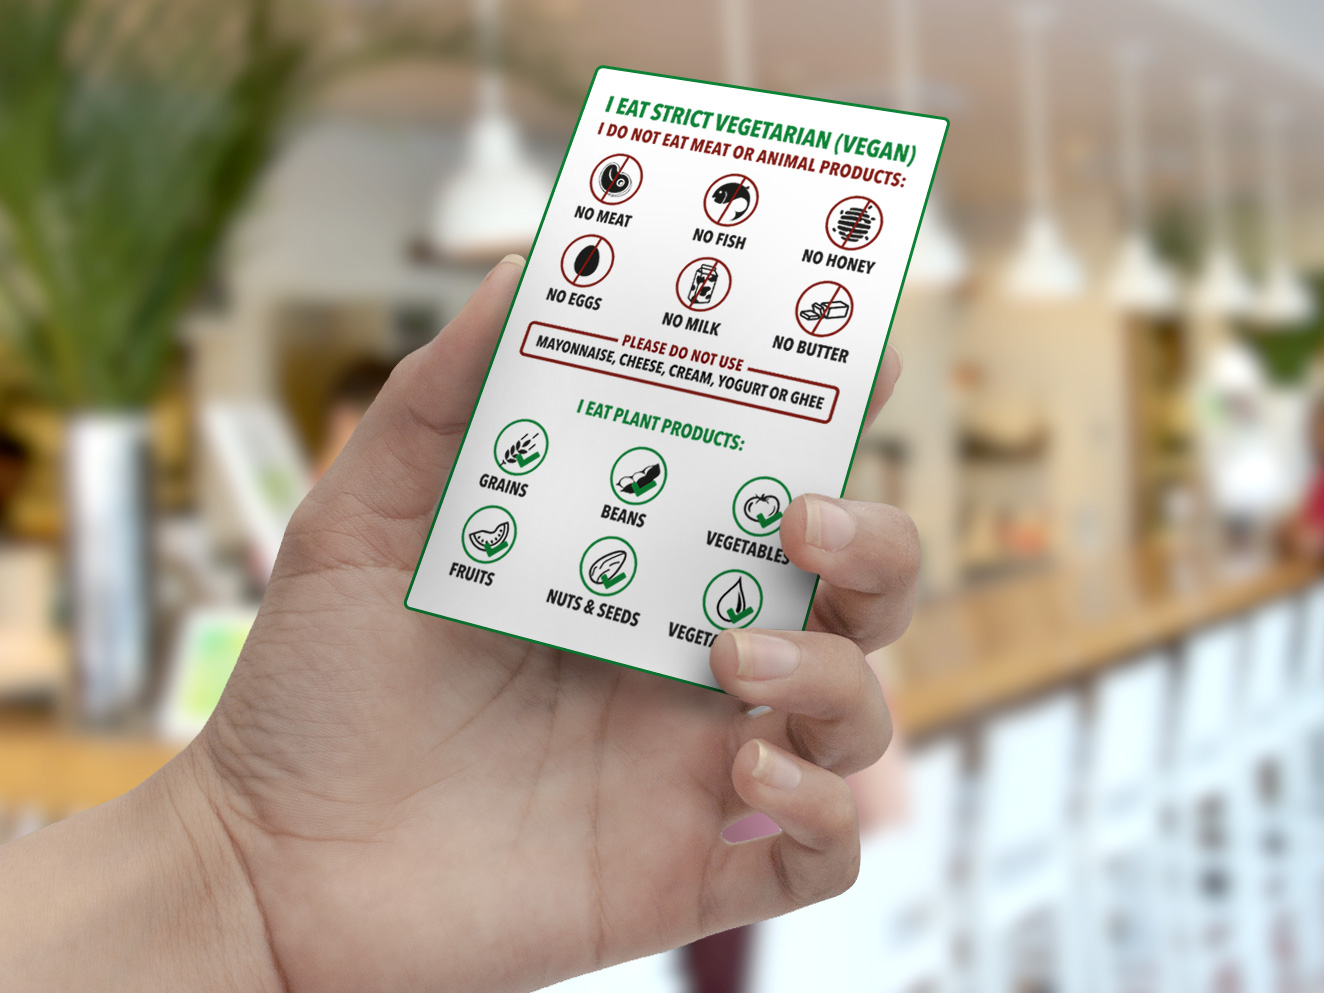 I EAT STRICT VEGETARIAN (VEGAN)
I DO NOT EAT MEAT OR ANIMAL PRODUCTS:
NO MEAT
NO FISH
NO HONEY
NO EGGS
NO MILK
NO BUTTER
PLEASE DO NOT USE
MAYONNAISE, CHEESE, CREAM, YOGURT OR GHEE
I EAT PLANT PRODUCTS:
GRAINS
BEANS
VEGETABLES
FRUITS
NUTS & SEEDS